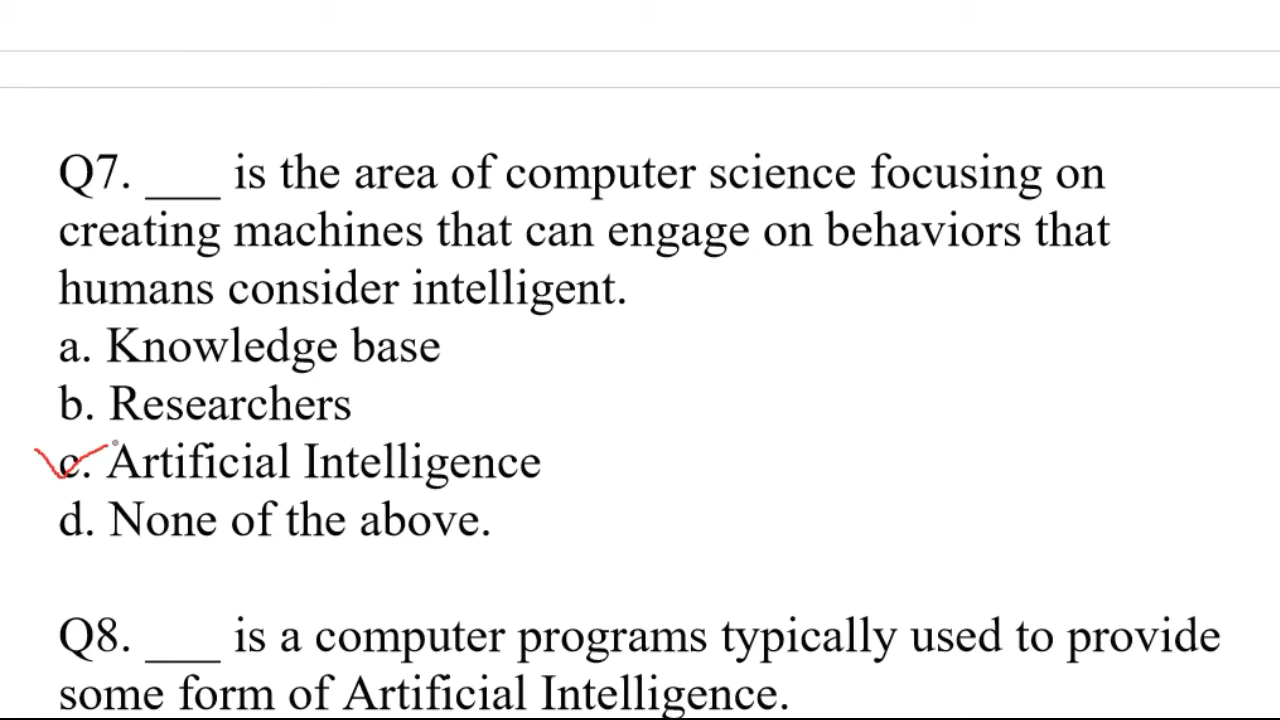 Q7. ___ is the area of computer science focusing on
creating machines that can engage on behaviors that
humans consider intelligent.
a. Knowledge base
b. Researchers
c. Artificial Intelligence
d. None of the above.
Q8. ___ is a computer programs typically used to provide
some form of Artificial Intelligence.